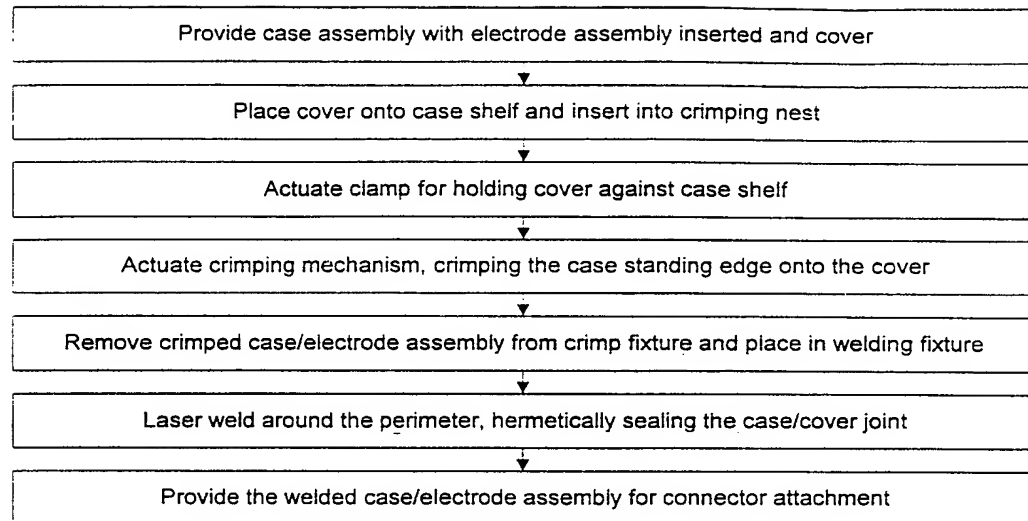 Provide case assembly with electrode assembly inserted and cover
Place cover onto case shelf and insert into crimping nest
Actuate clamp for holding cover against case shelf
Actuate crimping mechanism, crimping the case standing edge onto the cover
Remove crimped case/electrode assembly from crimp fixture and place in welding fixture
Laser weld around the perimeter, hermetically sealing the case/cover joint
Provide the welded case/electrode assembly for connector attachment